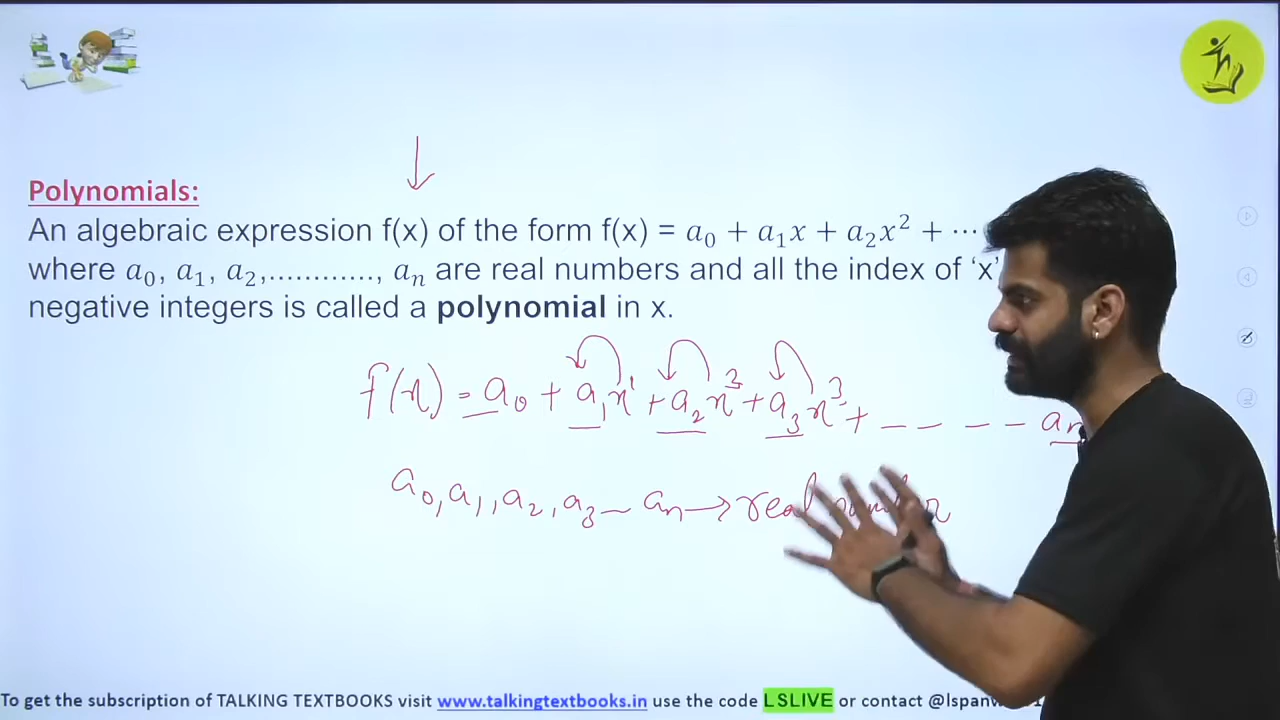 Polynomials:
An algebraic expression f(x) of the form f(x) = a₀ + a₁x + a₂x² + ⋯
where a₀, a₁, a₂,............, aₙ are real numbers and all the index of ‘x’
negative integers is called a polynomial in x.
f(x) = a₀ + a₁x¹ + a₂x³ + a₃x³ + _ _ _ _ aₙ
a₀, a₁, a₂, a₃ _ aₙ → real number
To get the subscription of TALKING TEXTBOOKS visit www.talkingtextbooks.in use the code LSLIVE or contact